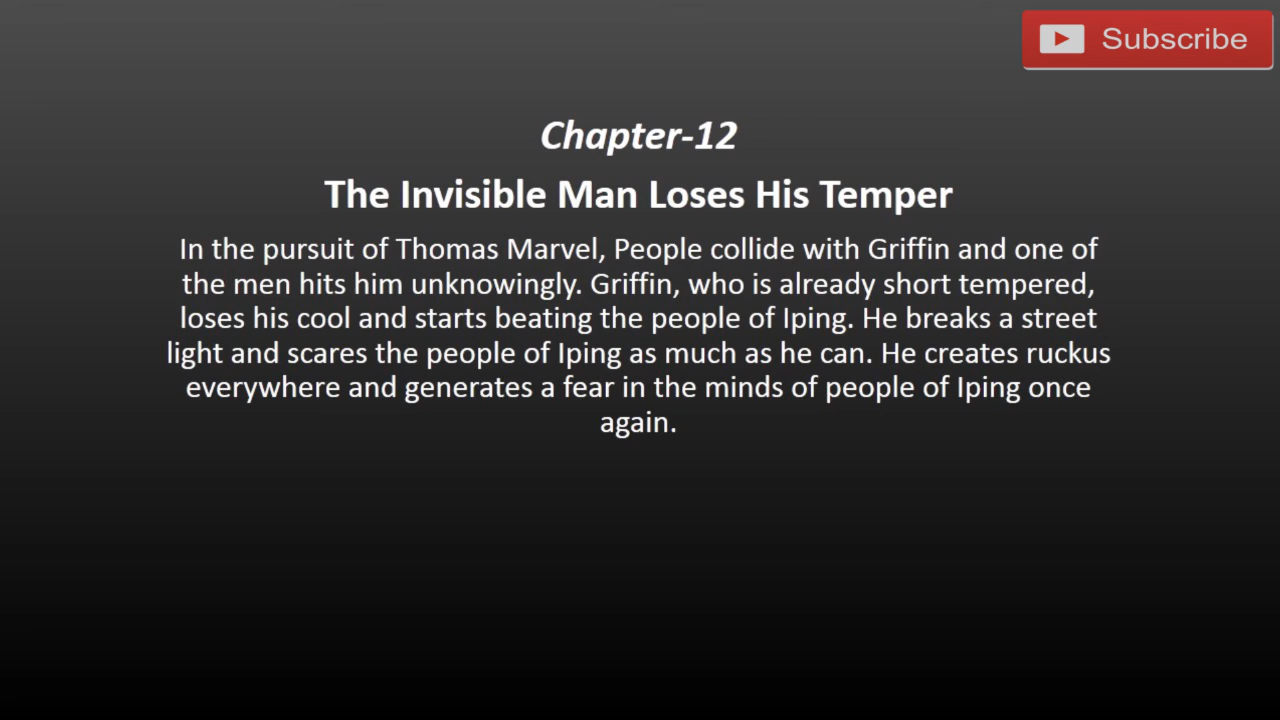 Subscribe
Chapter-12
The Invisible Man Loses His Temper
In the pursuit of Thomas Marvel, People collide with Griffin and one of
the men hits him unknowingly. Griffin, who is already short tempered,
loses his cool and starts beating the people of Iping. He breaks a street
light and scares the people of Iping as much as he can. He creates ruckus
everywhere and generates a fear in the minds of people of Iping once
again.